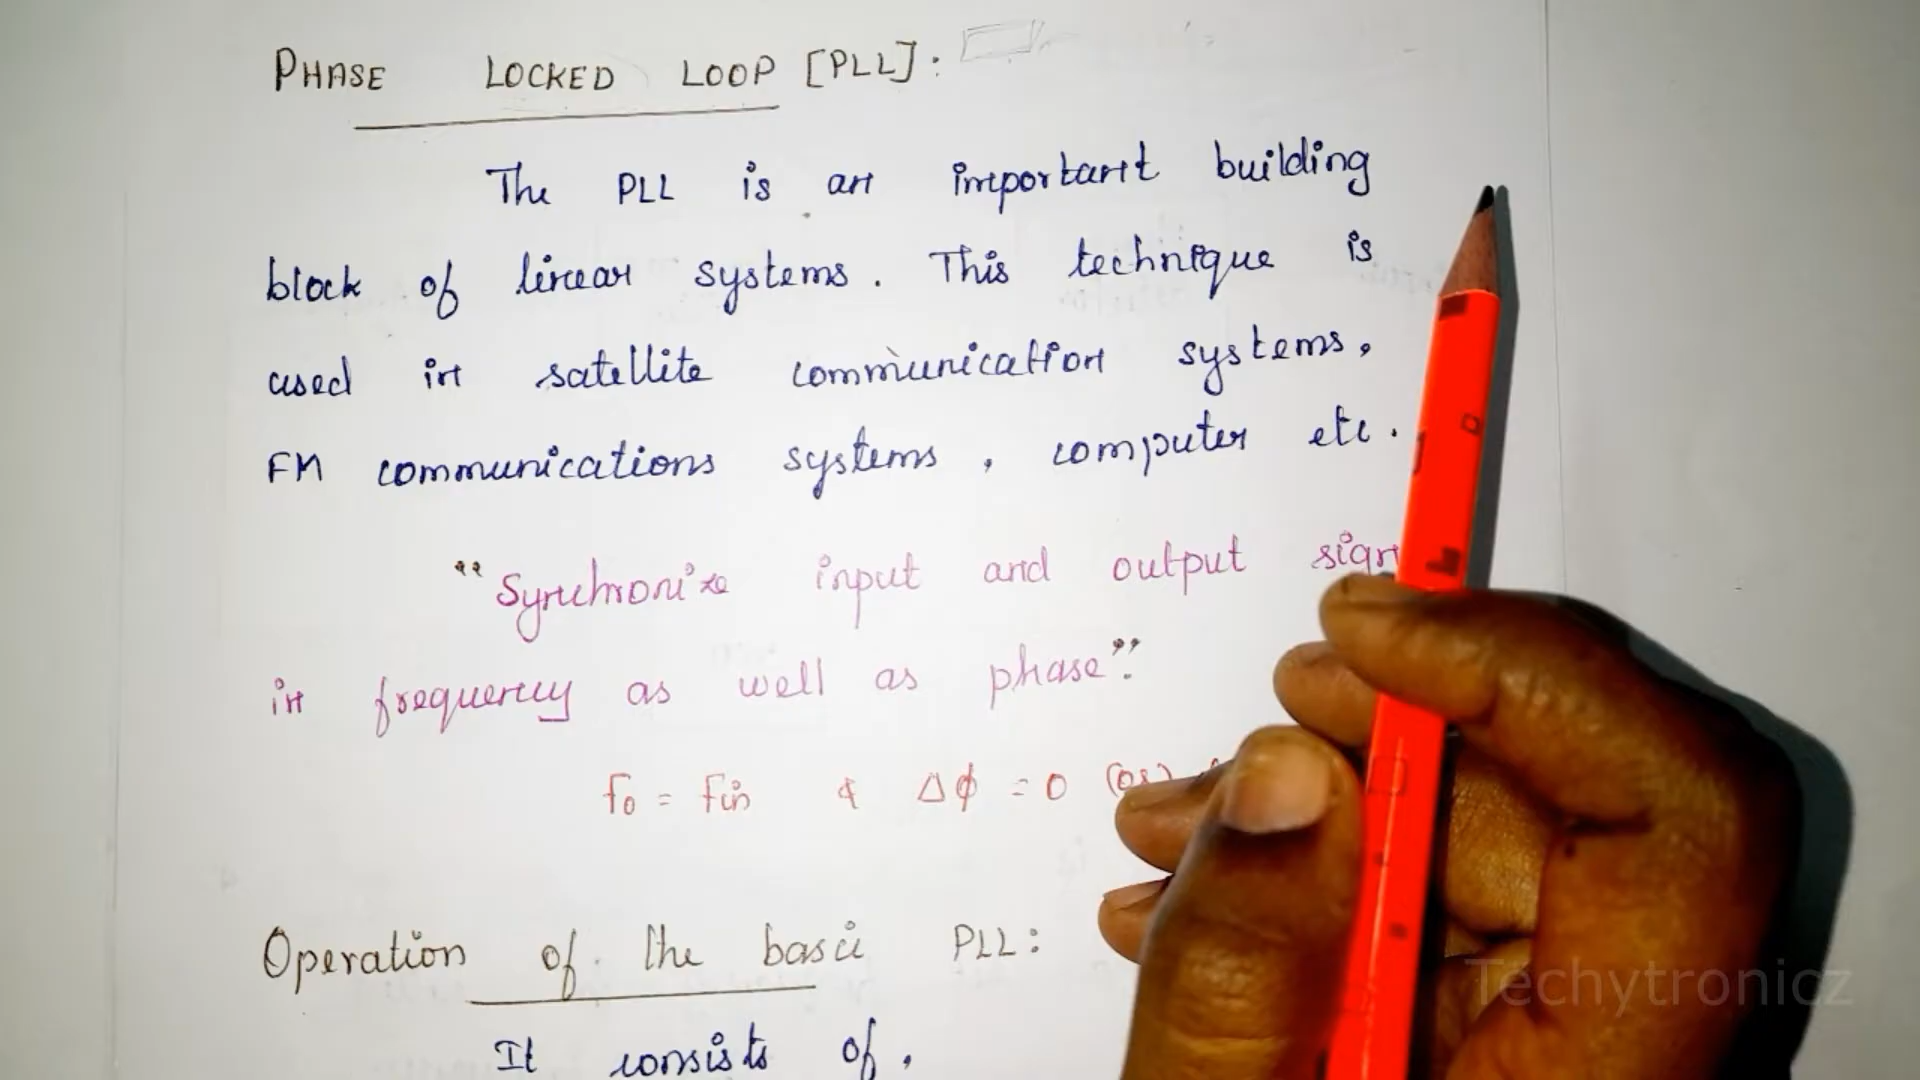 PHASE LOCKED LOOP [PLL]:
The PLL is an important building
block of linear systems. This technique is
used in satellite communication systems,
FM communications systems, computer etc.
"Synchronize input and output
in frequency as well as phase".
fo = Fin & Δϕ = 0 (or)
Operation of the basic PLL:
It consists of,
Techytronicz